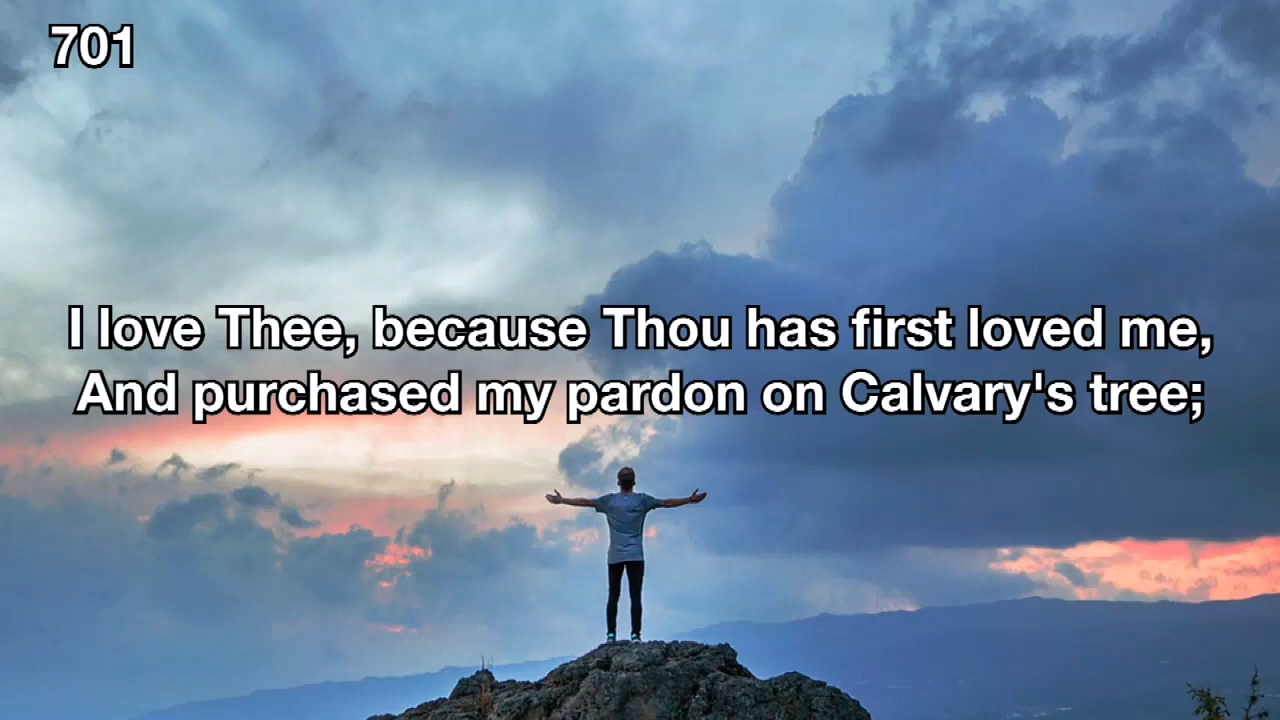 701
I love Thee, because Thou has first loved me,
And purchased my pardon on Calvary's tree;